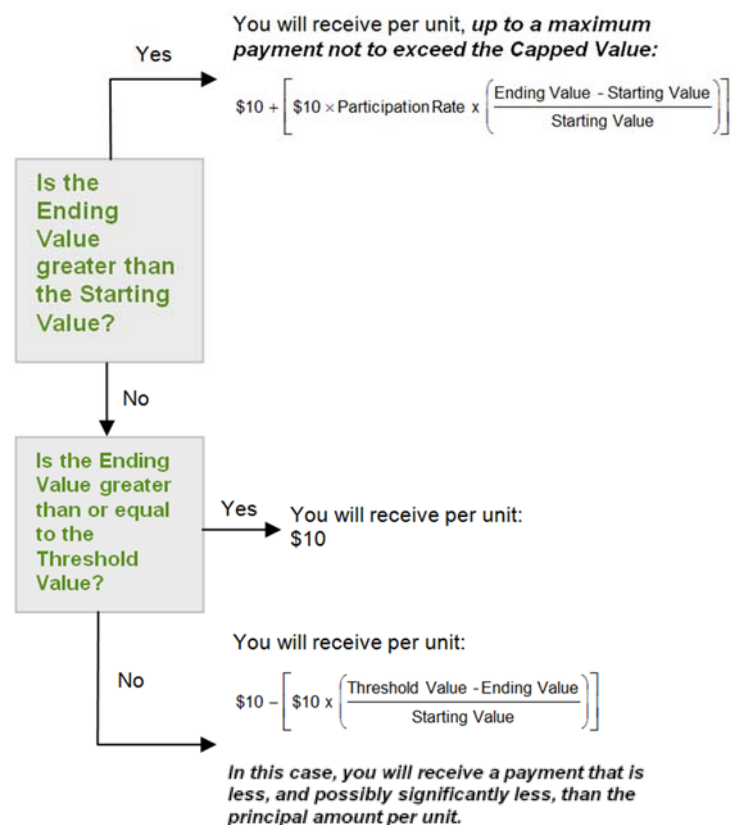 You will receive per unit, up to a maximum
payment not to exceed the Capped Value:
Yes
$10 + [ $10 × Participation Rate x ( Ending Value - Starting Value
Starting Value ) ]
Is the
Ending
Value
greater than
the Starting
Value?
No
Is the Ending
Value greater
than or equal
to the
Threshold
Value?
Yes
You will receive per unit:
$10
No
You will receive per unit:
$10 – [ $10 x ( Threshold Value - Ending Value
Starting Value ) ]
In this case, you will receive a payment that is
less, and possibly significantly less, than the
principal amount per unit.